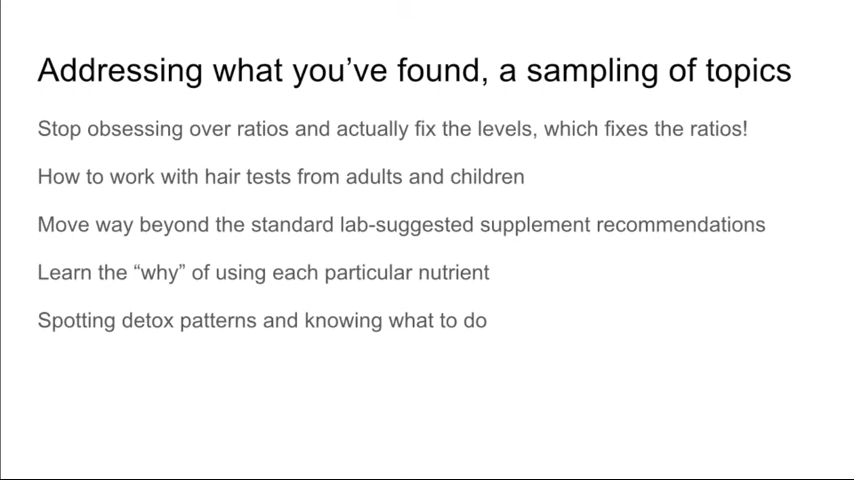 Addressing what you’ve found, a sampling of topics
Stop obsessing over ratios and actually fix the levels, which fixes the ratios!
How to work with hair tests from adults and children
Move way beyond the standard lab-suggested supplement recommendations
Learn the “why” of using each particular nutrient
Spotting detox patterns and knowing what to do